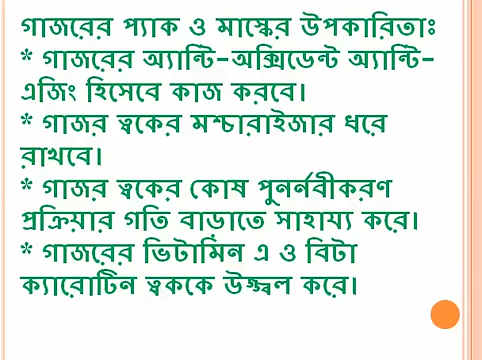 গাজরের প্যাক ও মাস্কের উপকারিতাঃ
* গাজরের অ্যান্টি-অক্সিডেন্ট অ্যান্টি-
এজিং হিসেবে কাজ করবে।
* গাজর ত্বকের মশ্চারাইজার ধরে
রাখবে।
* গাজর ত্বকের কোষ পুনর্নবীকরণ
প্রক্রিয়ার গতি বাড়াতে সাহায্য করে।
* গাজরের ভিটামিন এ ও বিটা
ক্যারোটিন ত্বককে উজ্জ্বল করে।